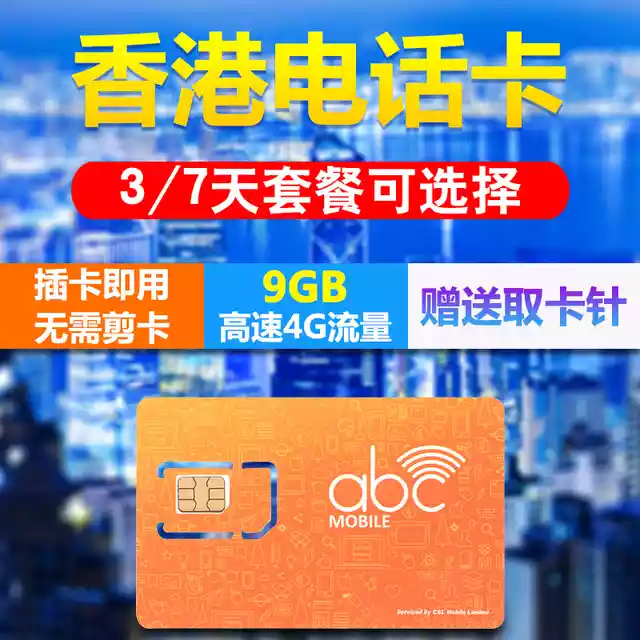 香港电话卡
3/7天套餐可选择
插卡即用
无需剪卡
9GB
高速4G流量
赠送取卡针
abc
MOBILE
Serviced By CSL Mobile Limited